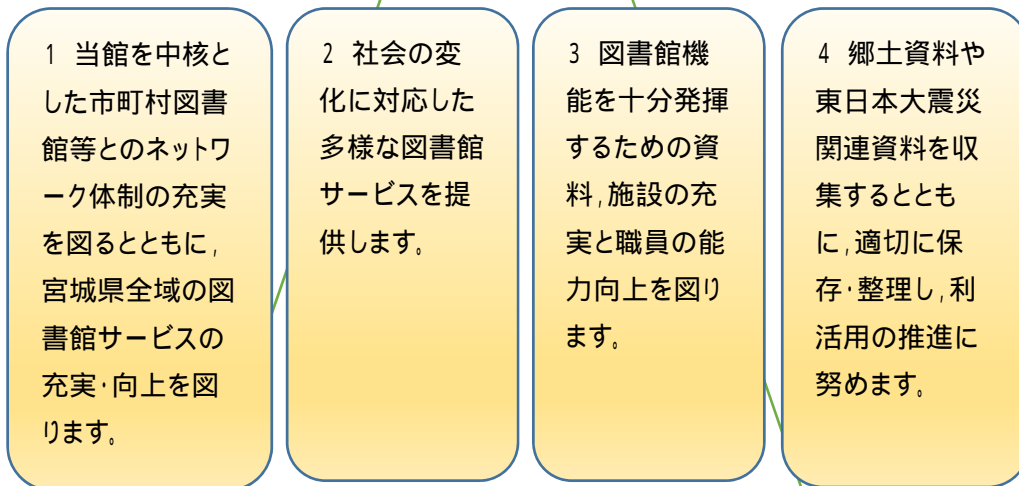 1 当館を中核と
した市町村図書
館等とのネットワ
ーク体制の充実
を図るとともに,
宮城県全域の図
書館サービスの
充実・向上を図
ります。
2 社会の変
化に対応した
多様な図書館
サービスを提
供します。
3 図書館機
能を十分発揮
するための資
料,施設の充
実と職員の能
力向上を図り
ます。
4 郷土資料や
東日本大震災
関連資料を収
集するととも
に,適切に保
存・整理し,利
活用の推進に
努めます。